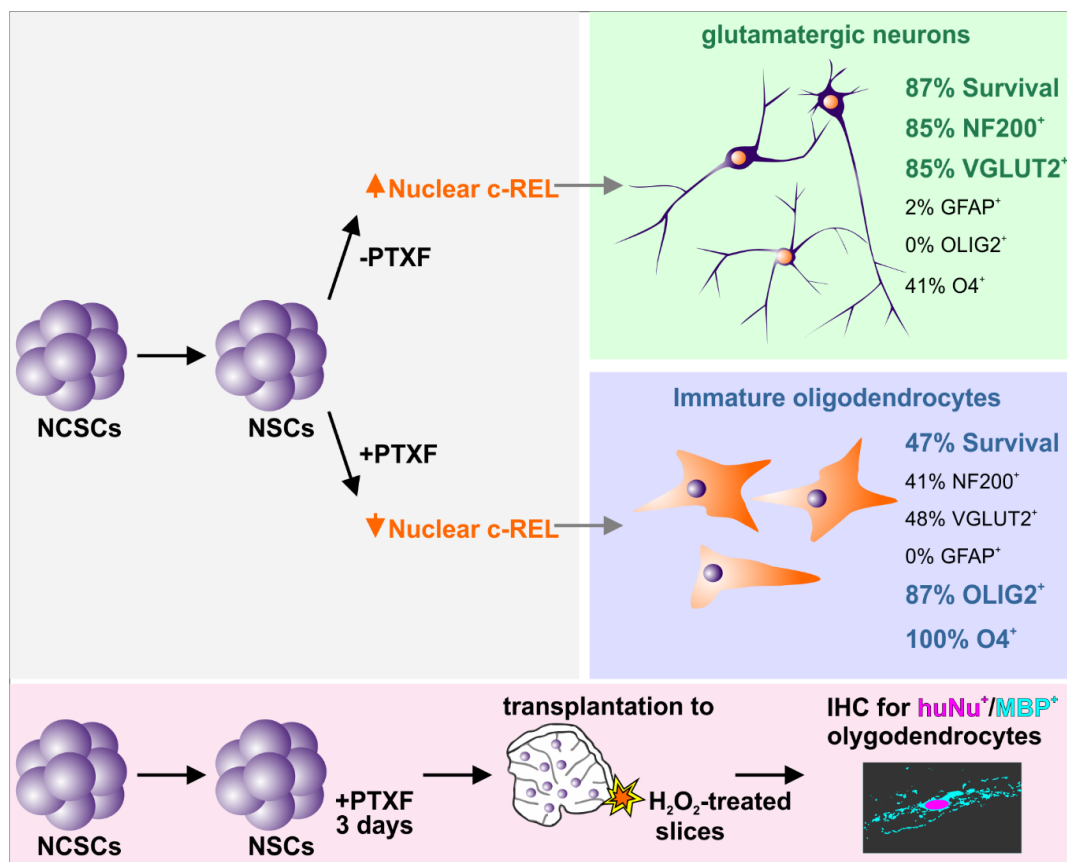 glutamatergic neurons
87% Survival
85% NF200⁺
85% VGLUT2⁺
2% GFAP⁺
0% OLIG2⁺
41% O4⁺
Nuclear c-REL
-PTXF
NCSCs
NSCs
+PTXF
Nuclear c-REL
Immature oligodendrocytes
47% Survival
41% NF200⁺
48% VGLUT2⁺
0% GFAP⁺
87% OLIG2⁺
100% O4⁺
NCSCs
NSCs
+PTXF
3 days
transplantation to
H₂O₂-treated
slices
IHC for huNu⁺/MBP⁺
olygodendrocytes